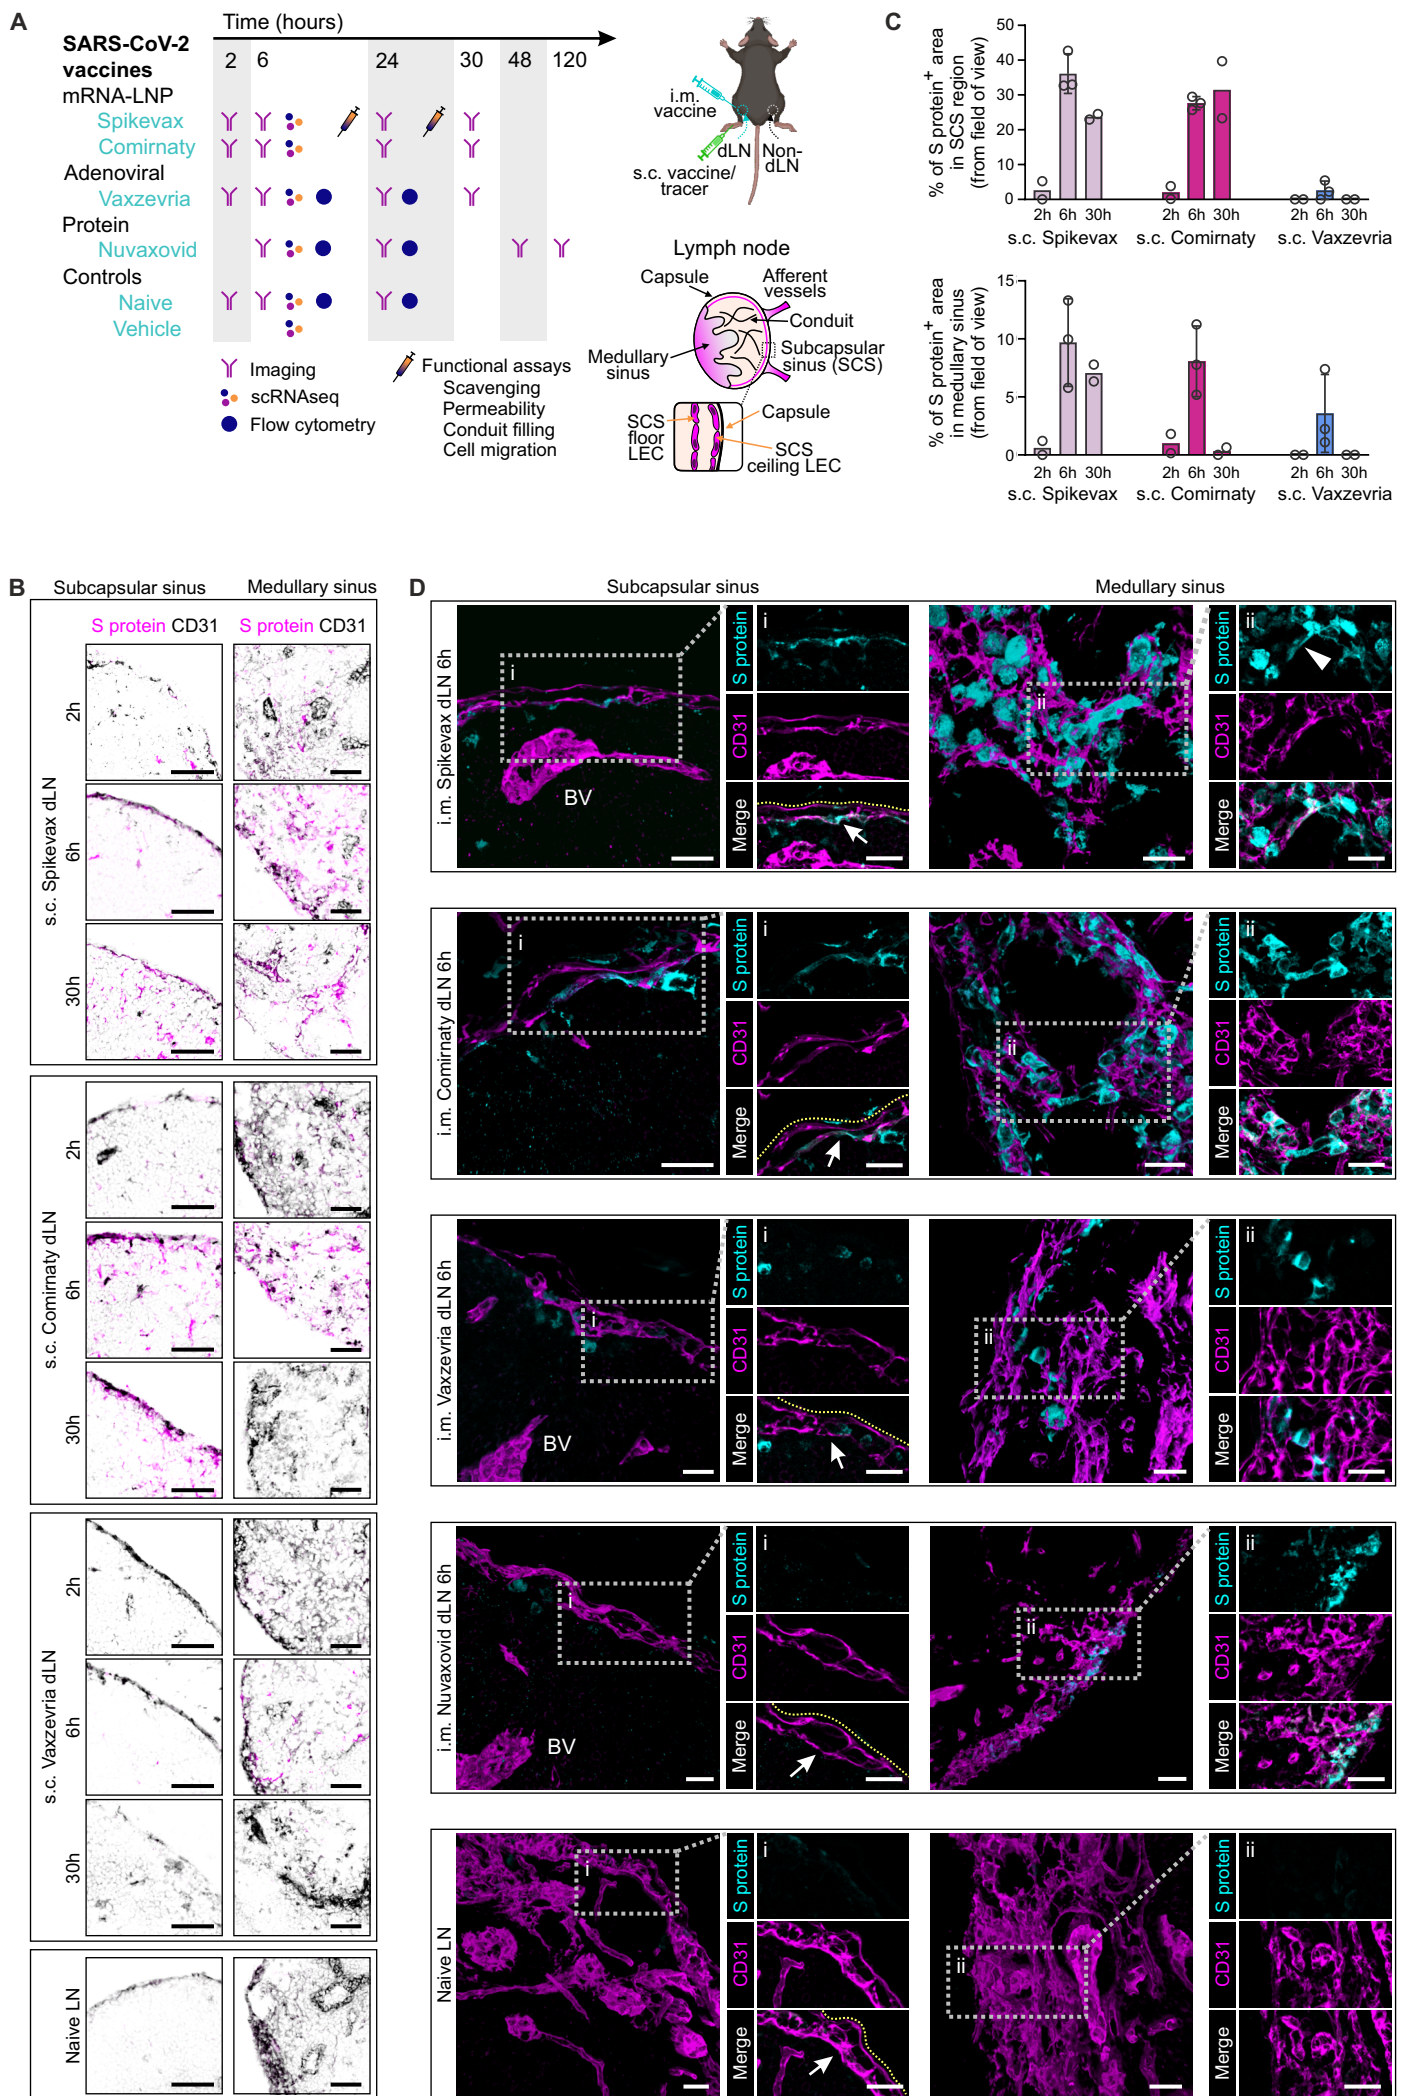 A
Time (hours)
SARS-CoV-2
vaccines
2 6 24 30 48 120
mRNA-LNP
Spikevax
Comirnaty
Adenoviral
Vaxzevria
Protein
Nuvaxovid
Controls
Naive
Vehicle
Imaging
scRNAseq
Flow cytometry
Functional assays
Scavenging
Permeability
Conduit filling
Cell migration
i.m.
vaccine
s.c. vaccine/
tracer
dLN
Non-
dLN
Lymph node
Capsule
Afferent
vessels
Conduit
Medullary
sinus
Subcapsular
sinus (SCS)
SCS
floor
LEC
Capsule
SCS
ceiling LEC
C
% of S protein+ area
in SCS region
(from field of view)
50
40
30
20
10
0
2h 6h 30h 2h 6h 30h 2h 6h 30h
s.c. Spikevax s.c. Comirnaty s.c. Vaxzevria
% of S protein+ area
in medullary sinus
(from field of view)
15
10
5
0
2h 6h 30h 2h 6h 30h 2h 6h 30h
s.c. Spikevax s.c. Comirnaty s.c. Vaxzevria
B
Subcapsular sinus Medullary sinus
S protein CD31 S protein CD31
s.c. Spikevax dLN
2h
6h
30h
s.c. Comirnaty dLN
2h
6h
30h
s.c. Vaxzevria dLN
2h
6h
30h
Naive LN
D
Subcapsular sinus Medullary sinus
i.m. Spikevax dLN 6h
i
BV
S protein
CD31
Merge
i
ii
S protein
CD31
Merge
ii
i.m. Comirnaty dLN 6h
i
S protein
CD31
Merge
i
ii
S protein
CD31
Merge
ii
i.m. Vaxzevria dLN 6h
i
BV
S protein
CD31
Merge
i
ii
S protein
CD31
Merge
ii
i.m. Nuvaxovid dLN 6h
i
BV
S protein
CD31
Merge
i
ii
S protein
CD31
Merge
ii
Naive LN
i
S protein
CD31
Merge
i
ii
S protein
CD31
Merge
ii